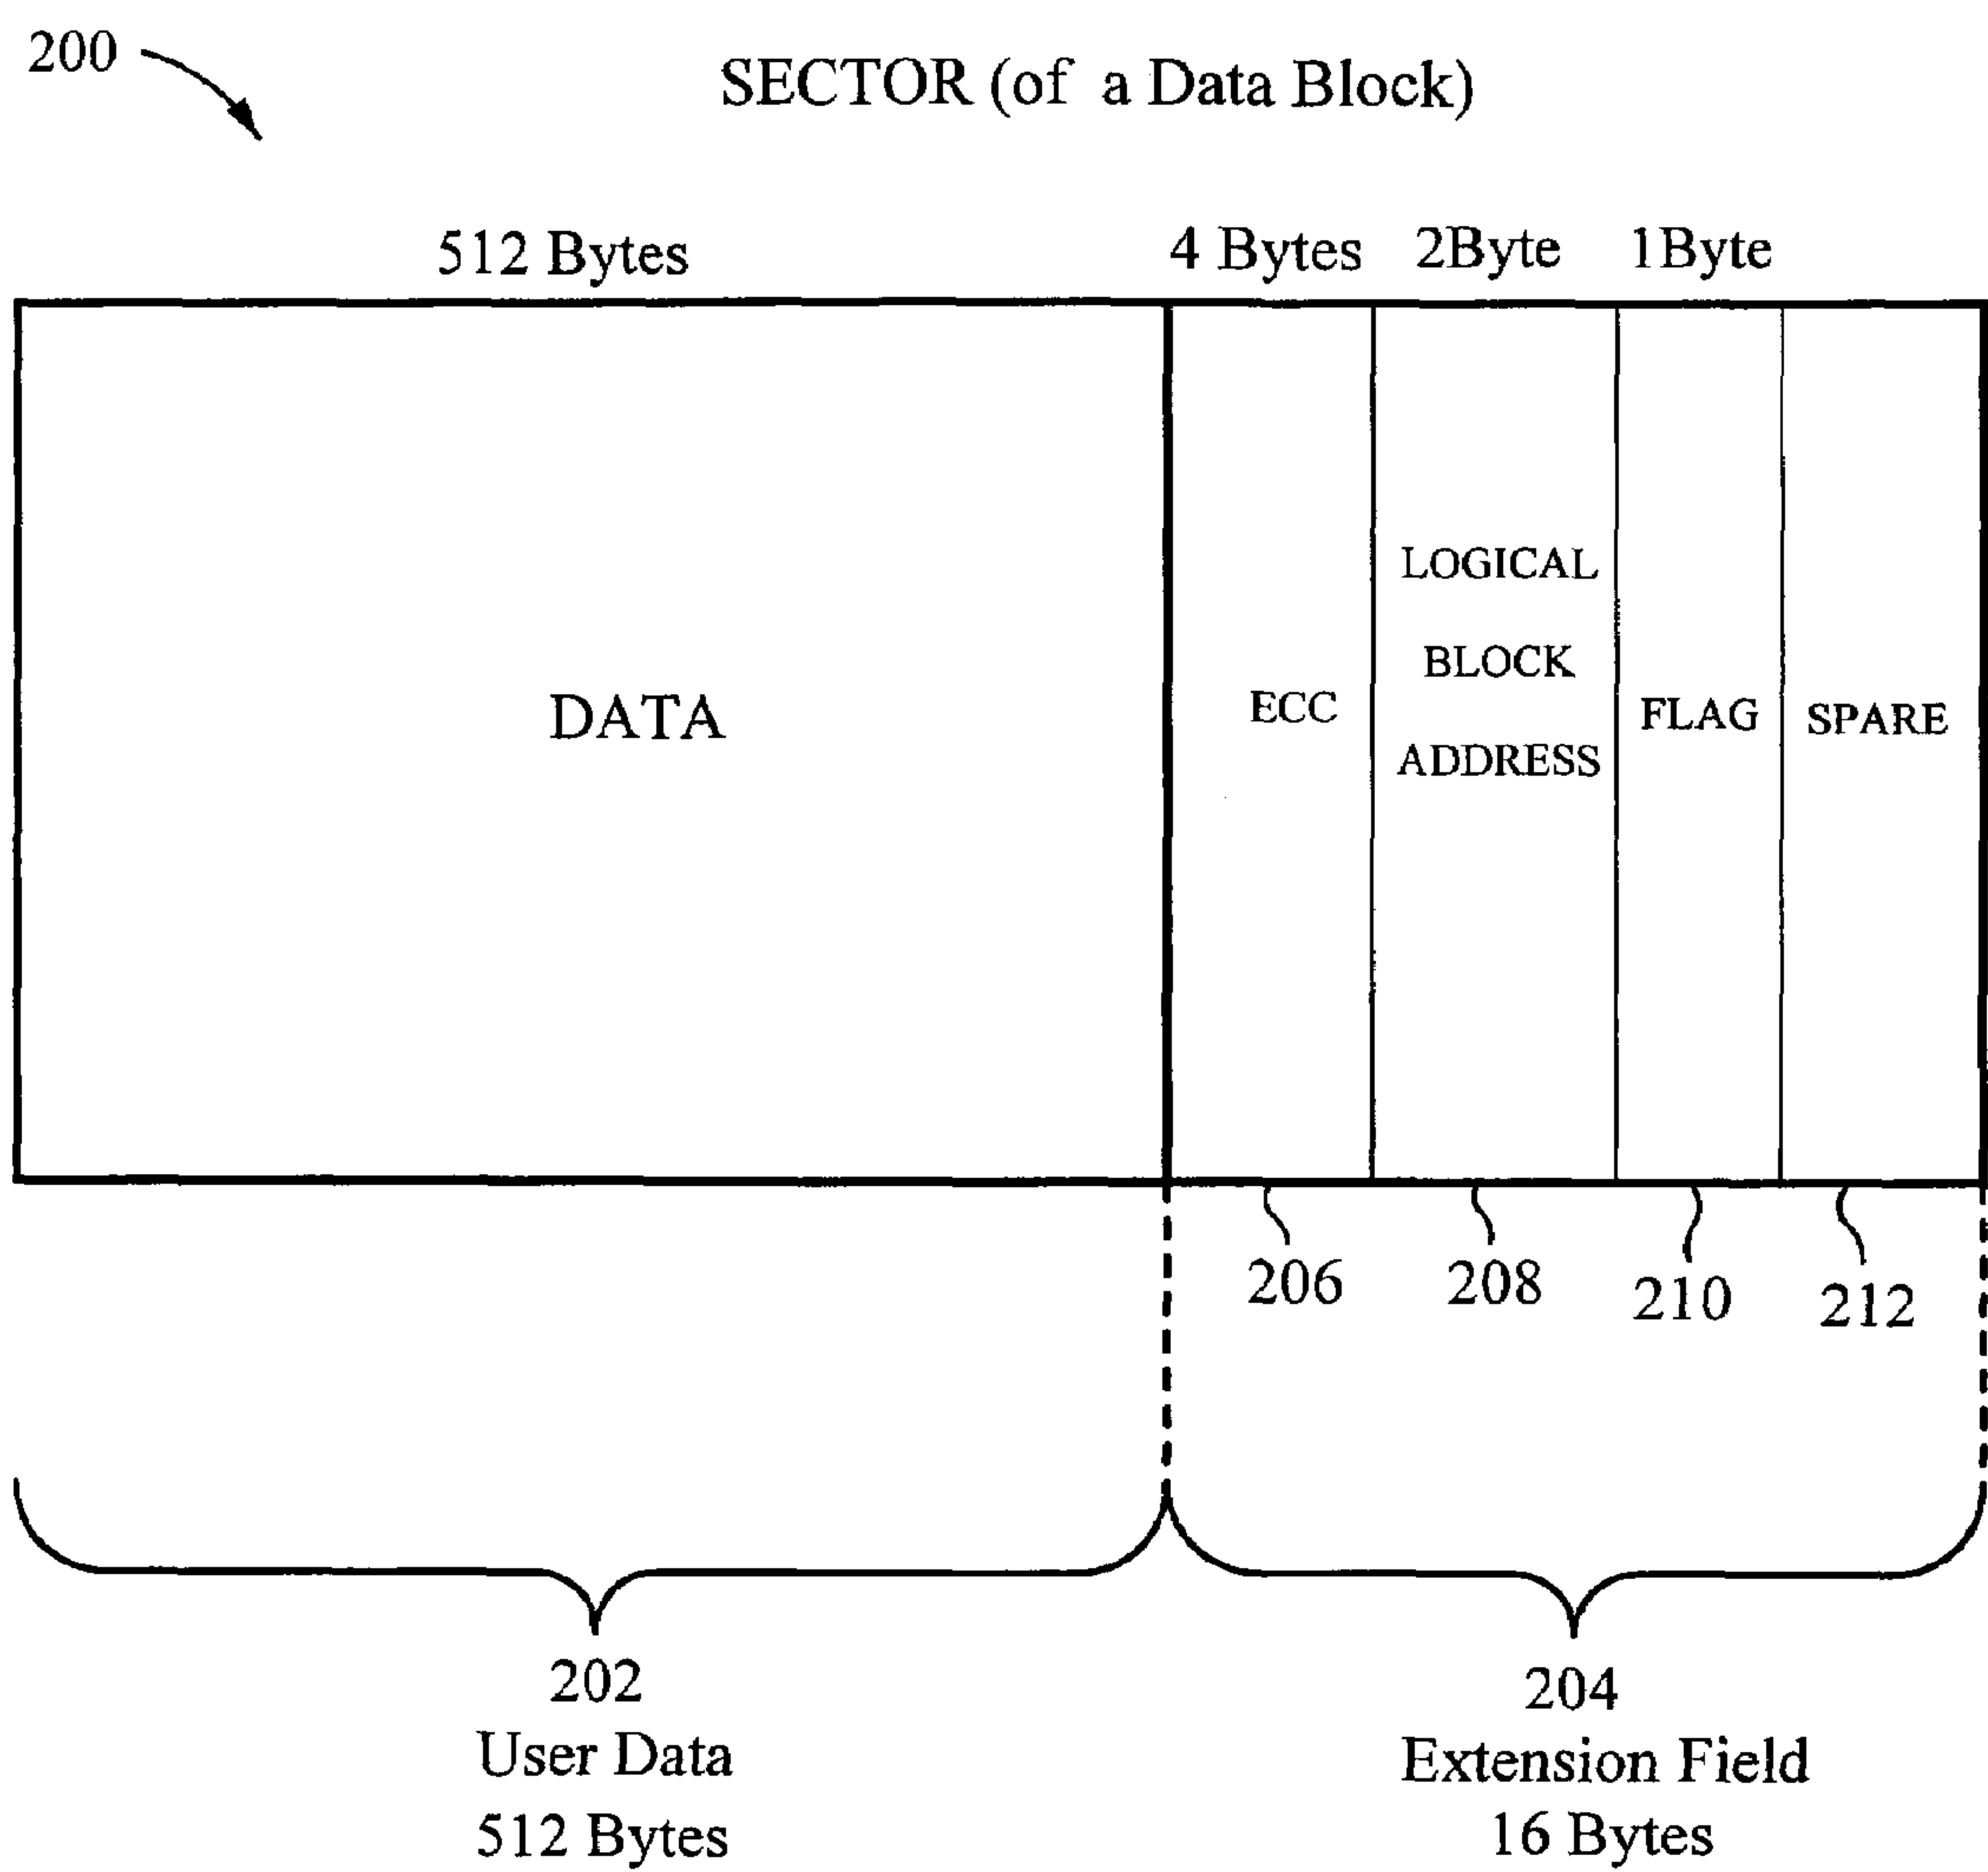 200
SECTOR (of a Data Block)
512 Bytes
4 Bytes
2Byte
1Byte
DATA
ECC
LOGICAL
BLOCK
ADDRESS
FLAG
SPARE
206
208
210
212
202
User Data
512 Bytes
204
Extension Field
16 Bytes